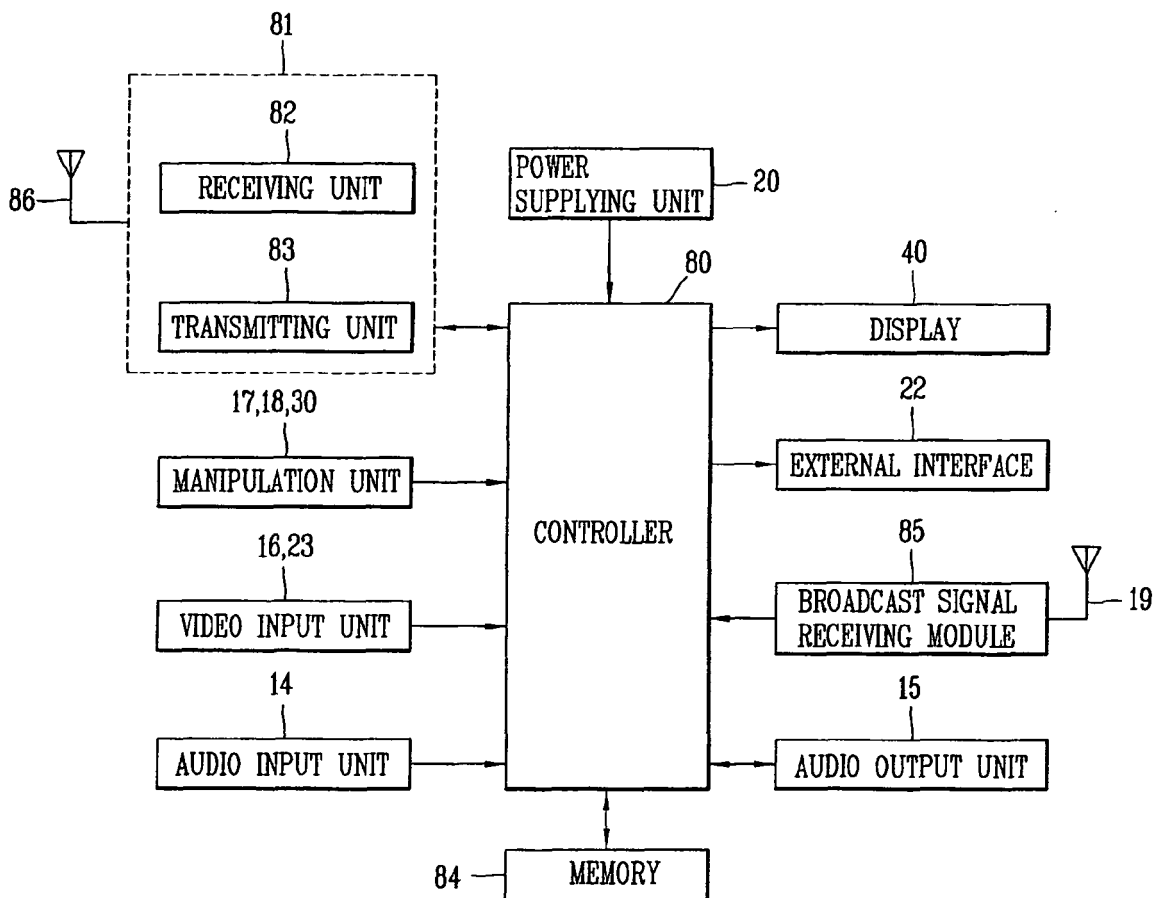 81
82
RECEIVING UNIT
86
83
TRANSMITTING UNIT
POWER
SUPPLYING UNIT
20
80
CONTROLLER
40
DISPLAY
17,18,30
MANIPULATION UNIT
22
EXTERNAL INTERFACE
16,23
VIDEO INPUT UNIT
85
BROADCAST SIGNAL
RECEIVING MODULE
19
14
AUDIO INPUT UNIT
15
AUDIO OUTPUT UNIT
84
MEMORY